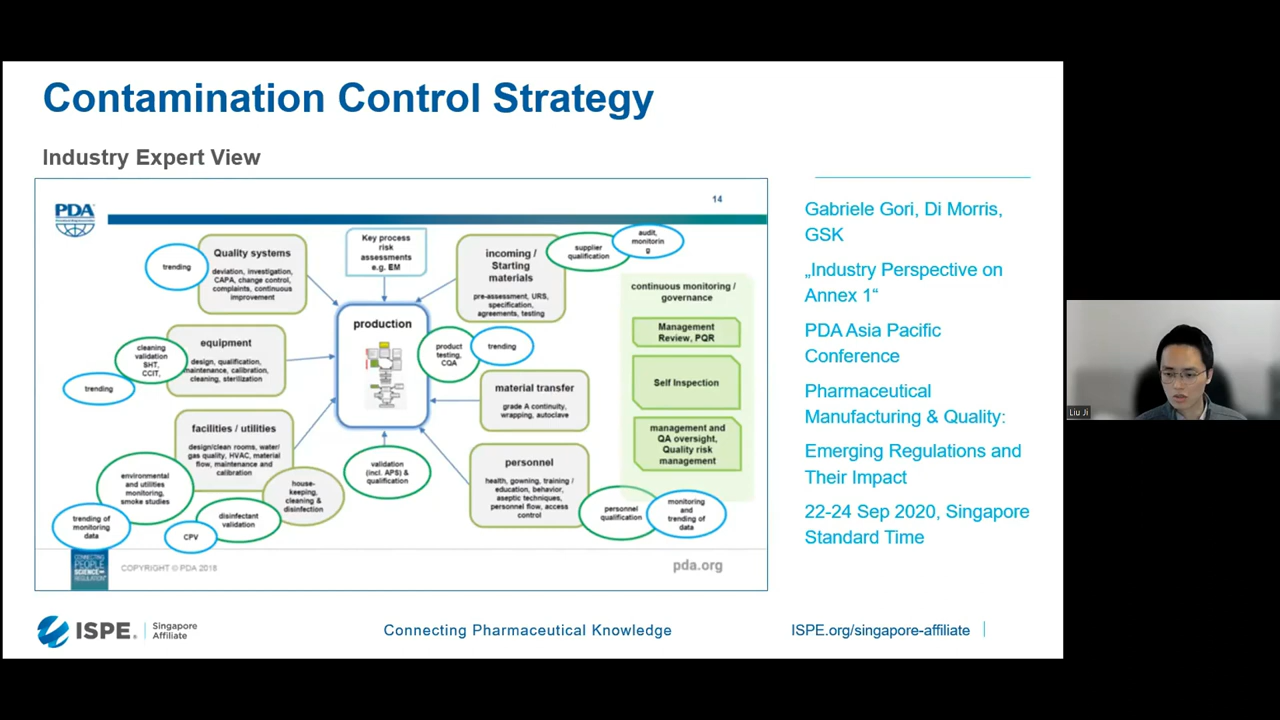 Contamination Control Strategy
Industry Expert View
PDA
14
Quality systems
deviation, investigation,
CAPA, change control,
complaints, continuous
improvement
trending
Key process
risk
assessments
e.g. EM
incoming /
Starting
materials
pre-assessment, URS,
specification,
agreements, testing
supplier
qualification
audit,
monitorin
g
continuous monitoring /
governance
Management
Review, PQR
Self Inspection
management and
QA oversight,
Quality risk
management
production
product
testing,
CQA
trending
equipment
design, qualification,
maintenance, calibration,
cleaning, sterilization
cleaning
validation
SHT,
CCIT,
trending
material transfer
grade A continuity,
wrapping, autoclave
facilities / utilities
design/clean rooms, water/
gas quality, HVAC, material
flow, maintenance and
calibration
environmental
and utilities
monitoring,
smoke studies
trending of
monitoring
data
CPV
disinfectant
validation
house-
keeping,
cleaning &
disinfection
validation
(incl. APS) &
qualification
personnel
health, gowning, training /
education, behavior,
aseptic techniques,
personnel flow, access
control
personnel
qualification
monitoring
and
trending of
data
CONNECTING
PEOPLE
SCIENCE
REGULATION
COPYRIGHT © PDA 2018
pda.org
Gabriele Gori, Di Morris,
GSK
„Industry Perspective on
Annex 1“
PDA Asia Pacific
Conference
Pharmaceutical
Manufacturing & Quality:
Emerging Regulations and
Their Impact
22-24 Sep 2020, Singapore
Standard Time
ISPE. Singapore
Affiliate
Connecting Pharmaceutical Knowledge
ISPE.org/singapore-affiliate
Liu Ji